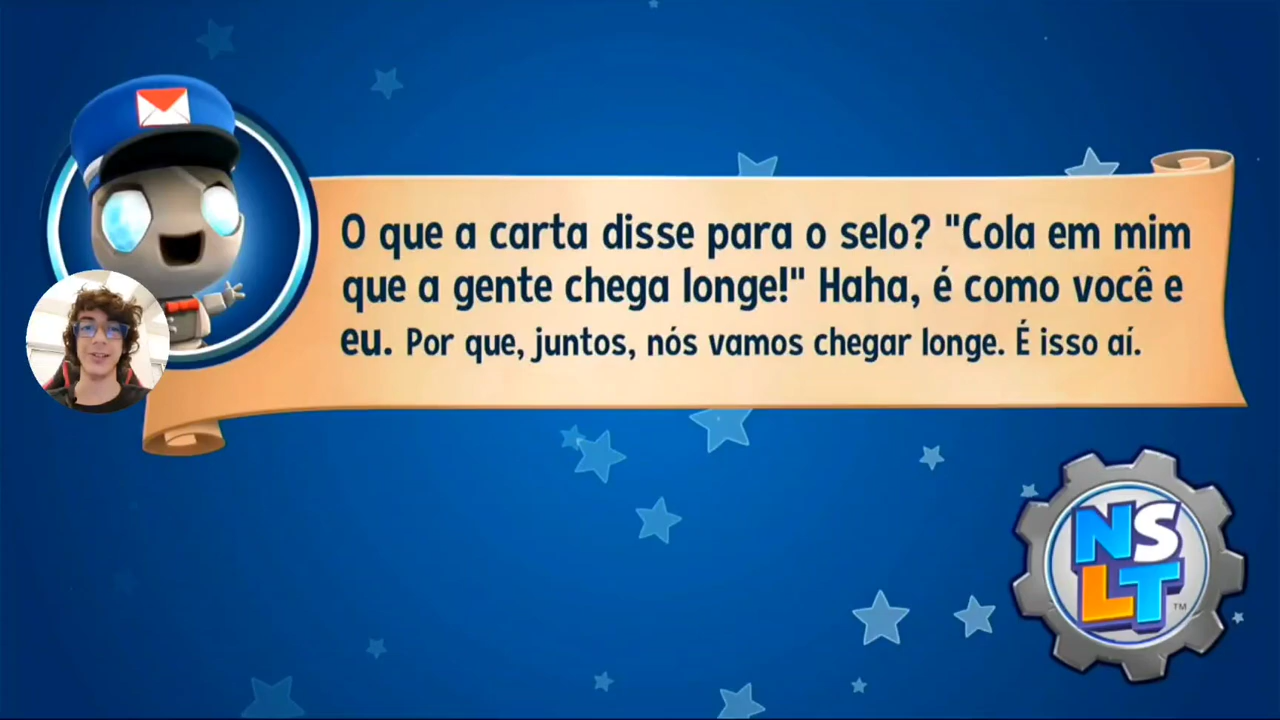 O que a carta disse para o selo? "Cola em mim
que a gente chega longe!" Haha, é como você e
eu. Por que, juntos, nós vamos chegar longe. É isso aí.
NS
LT
TM